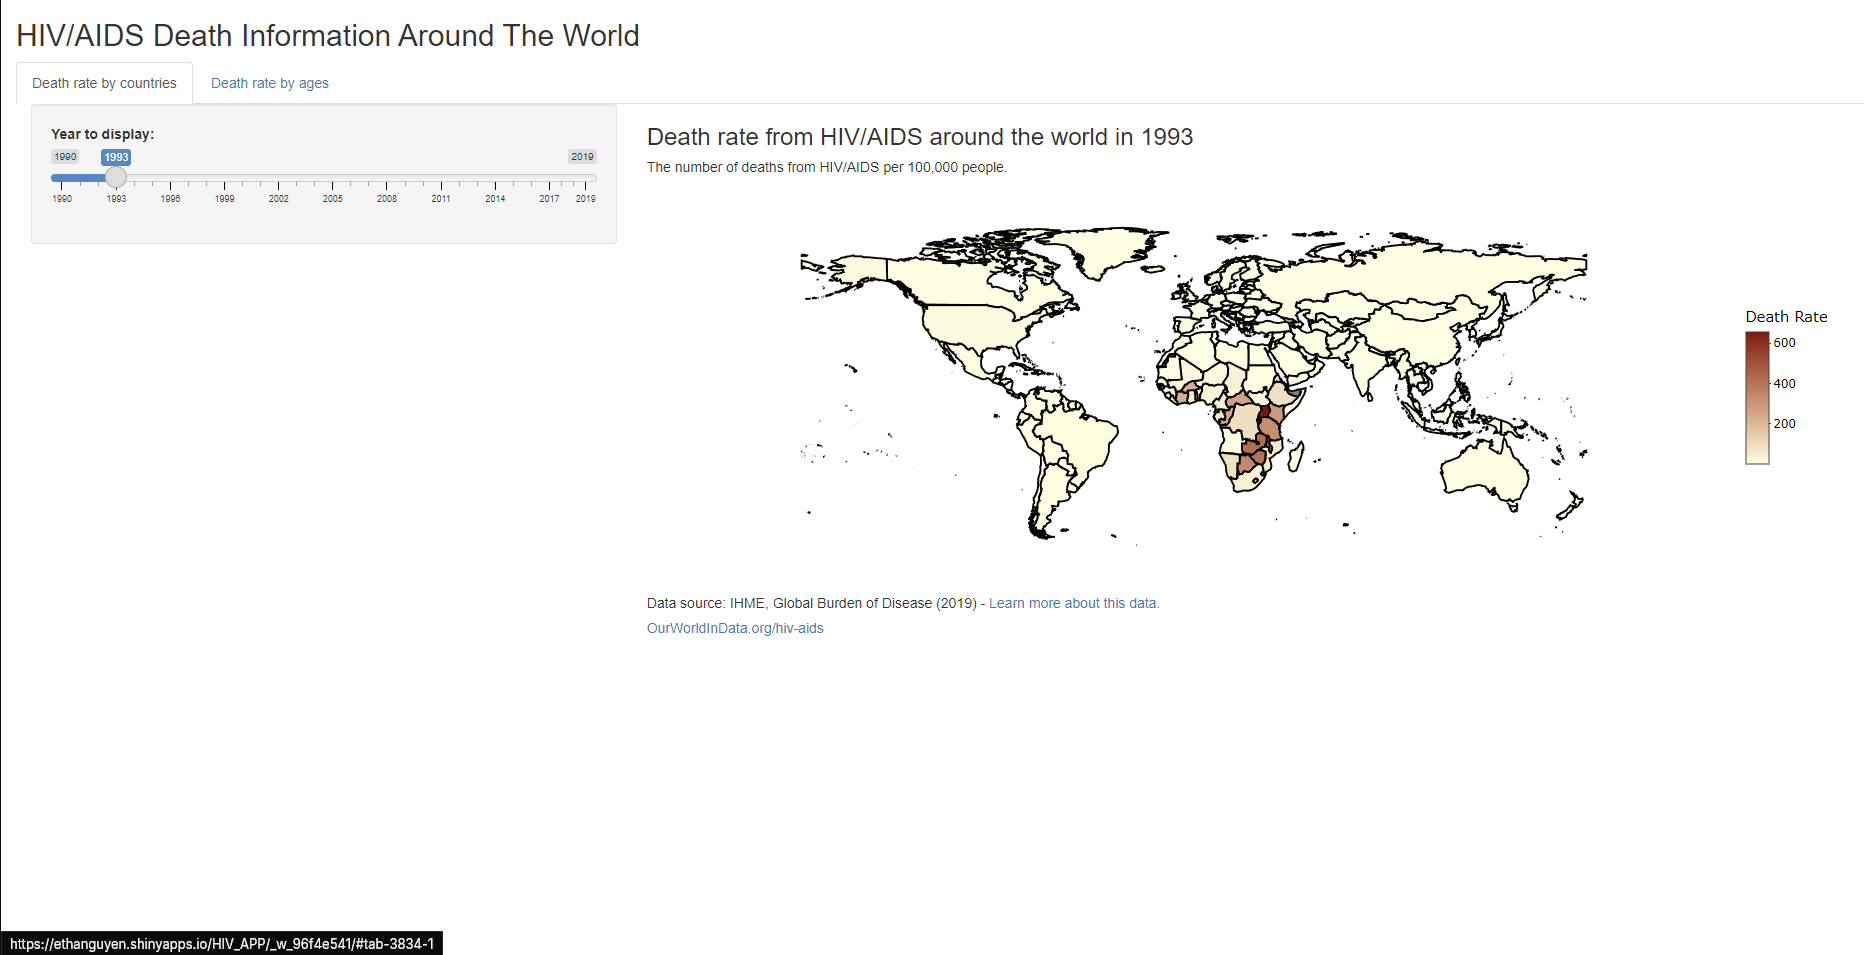 HIV/AIDS Death Information Around The World
Death rate by countries
Death rate by ages
Year to display:
1990
1993
2019
1990 1993 1996 1999 2002 2005 2008 2011 2014 2017 2019
Death rate from HIV/AIDS around the world in 1993
The number of deaths from HIV/AIDS per 100,000 people.
Death Rate
600
400
200
Data source: IHME, Global Burden of Disease (2019) - Learn more about this data.
OurWorldInData.org/hiv-aids
https://ethanguyen.shinyapps.io/HIV_APP/_w_96f4e541/#tab-3834-1